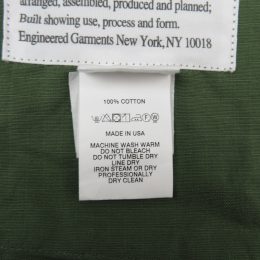 arranged, assembled, produced and planned;
Built showing use, process and form.
Engineered Garments New York, NY 10018
100% COTTON
MADE IN USA
MACHINE WASH WARM
DO NOT BLEACH
DO NOT TUMBLE DRY
LINE DRY
IRON STEAM OR DRY
PROFESSIONALLY
DRY CLEAN